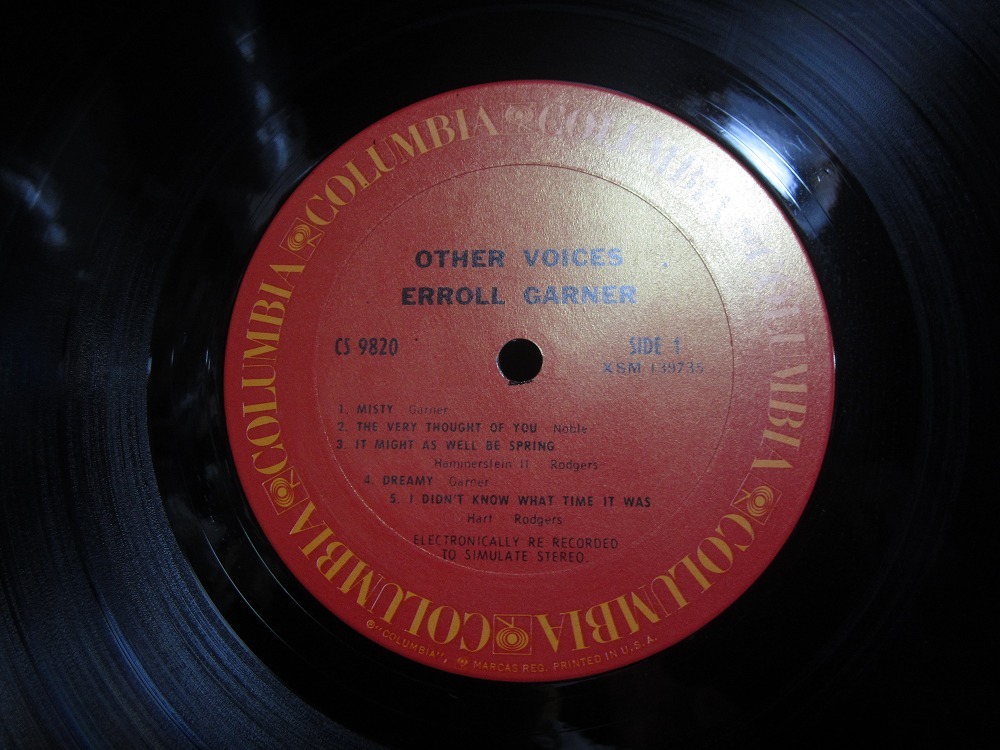 COLUMBIA COLUMBIA COLUMBIA COLUMBIA COLUMBIA COLUMBIA COLUMBIA
OTHER VOICES
ERROLL GARNER
CS 9820 SIDE 1
XSM 139735
1. MISTY Garner
2. THE VERY THOUGHT OF YOU Noble
3. IT MIGHT AS WELL BE SPRING
Hammerstein II Rodgers
4. DREAMY Garner
5. I DIDN'T KNOW WHAT TIME IT WAS
Hart Rodgers
ELECTRONICALLY RE RECORDED
TO SIMULATE STEREO.
® "COLUMBIA", MARCAS REG. PRINTED IN U.S.A.